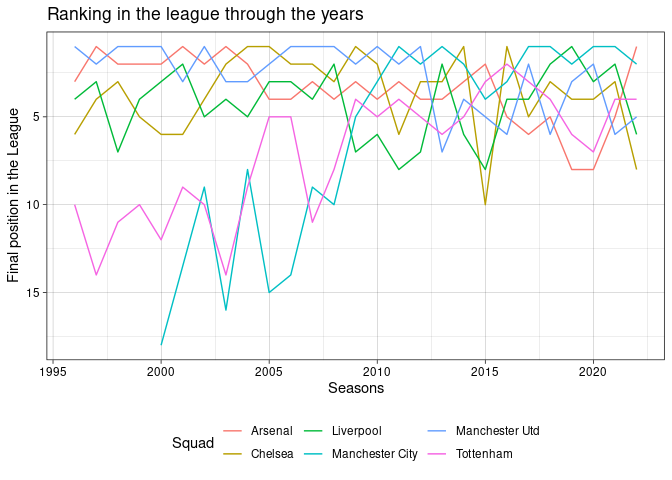 Ranking in the league through the years
Final position in the League
5
10
15
1995 2000 2005 2010 2015 2020
Seasons
Squad
Arsenal Liverpool Manchester Utd
Chelsea Manchester City Tottenham